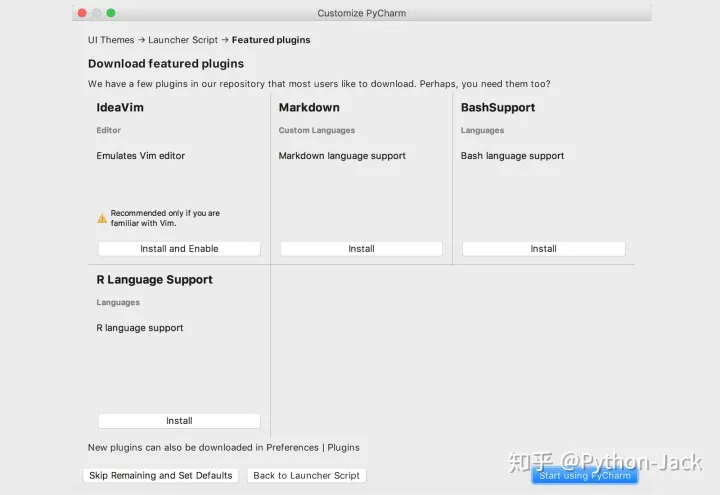 Customize PyCharm
UI Themes → Launcher Script → Featured plugins
Download featured plugins
We have a few plugins in our repository that most users like to download. Perhaps, you need them too?
IdeaVim
Editor
Emulates Vim editor
Recommended only if you are
familiar with Vim.
Install and Enable
Markdown
Custom Languages
Markdown language support
Install
BashSupport
Languages
Bash language support
Install
R Language Support
Languages
R language support
Install
New plugins can also be downloaded in Preferences | Plugins
Skip Remaining and Set Defaults
Back to Launcher Script
Start using PyCharm
知乎 @Python-Jack